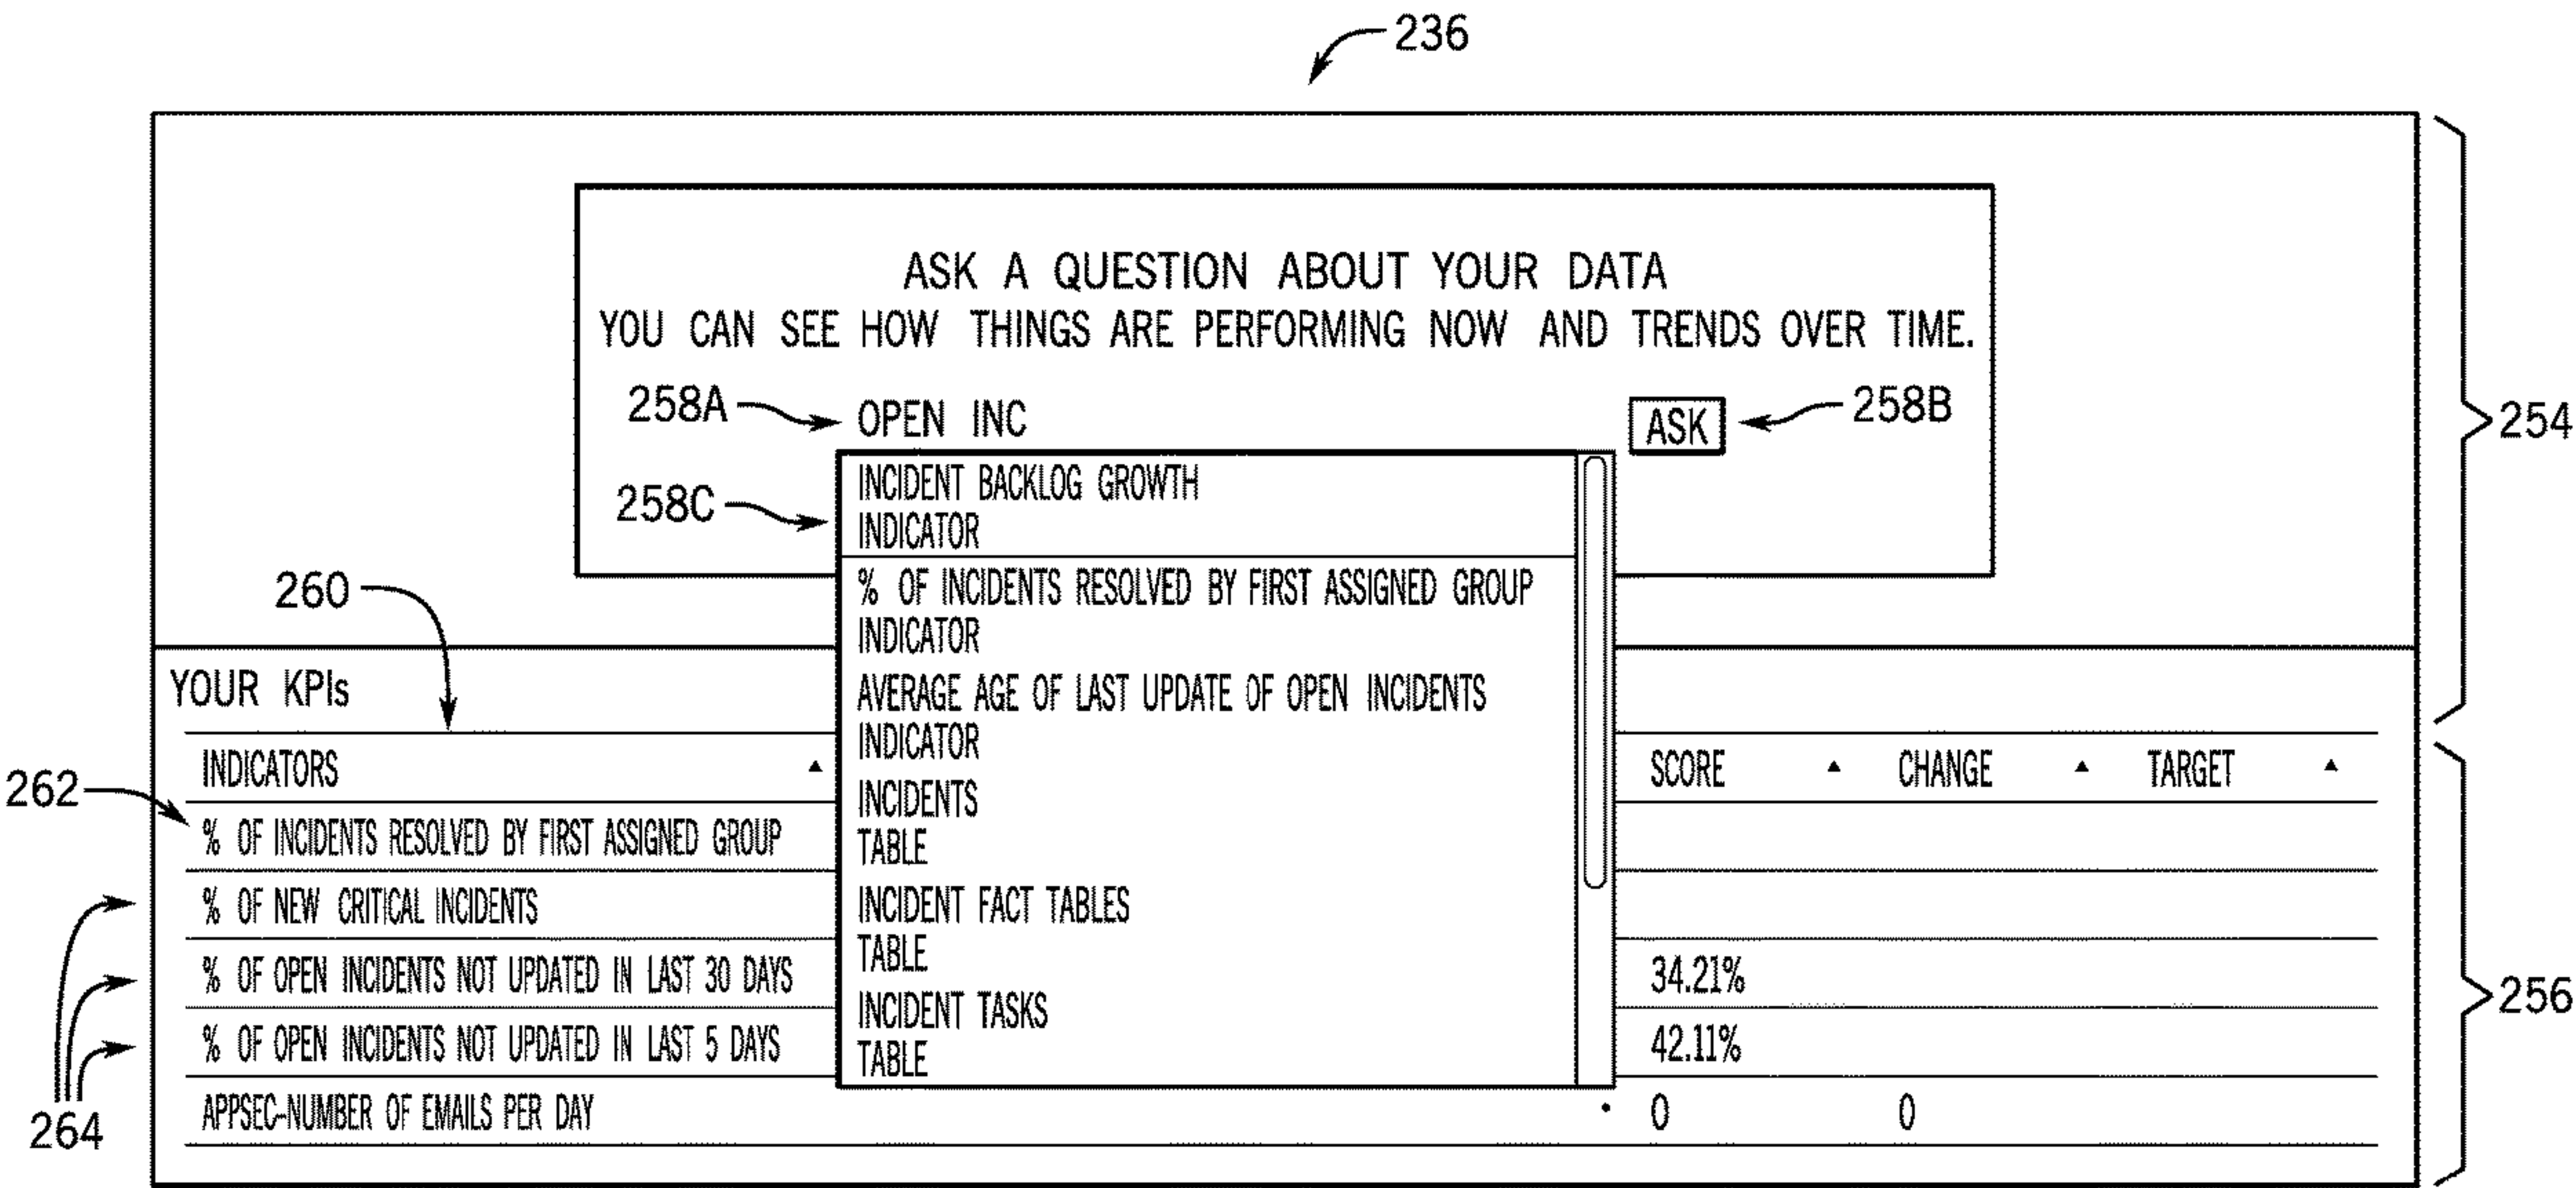 236
ASK A QUESTION ABOUT YOUR DATA
YOU CAN SEE HOW THINGS ARE PERFORMING NOW AND TRENDS OVER TIME.
258A
OPEN INC
ASK
258B
254
258C
INCIDENT BACKLOG GROWTH
INDICATOR
% OF INCIDENTS RESOLVED BY FIRST ASSIGNED GROUP
INDICATOR
AVERAGE AGE OF LAST UPDATE OF OPEN INCIDENTS
INDICATOR
INCIDENTS
TABLE
INCIDENT FACT TABLES
TABLE
INCIDENT TASKS
TABLE
260
YOUR KPIs
INDICATORS ▲ SCORE ▲ CHANGE ▲ TARGET ▲
262
% OF INCIDENTS RESOLVED BY FIRST ASSIGNED GROUP
% OF NEW CRITICAL INCIDENTS
% OF OPEN INCIDENTS NOT UPDATED IN LAST 30 DAYS 34.21%
% OF OPEN INCIDENTS NOT UPDATED IN LAST 5 DAYS 42.11%
APPSEC-NUMBER OF EMAILS PER DAY • 0 0
264
256